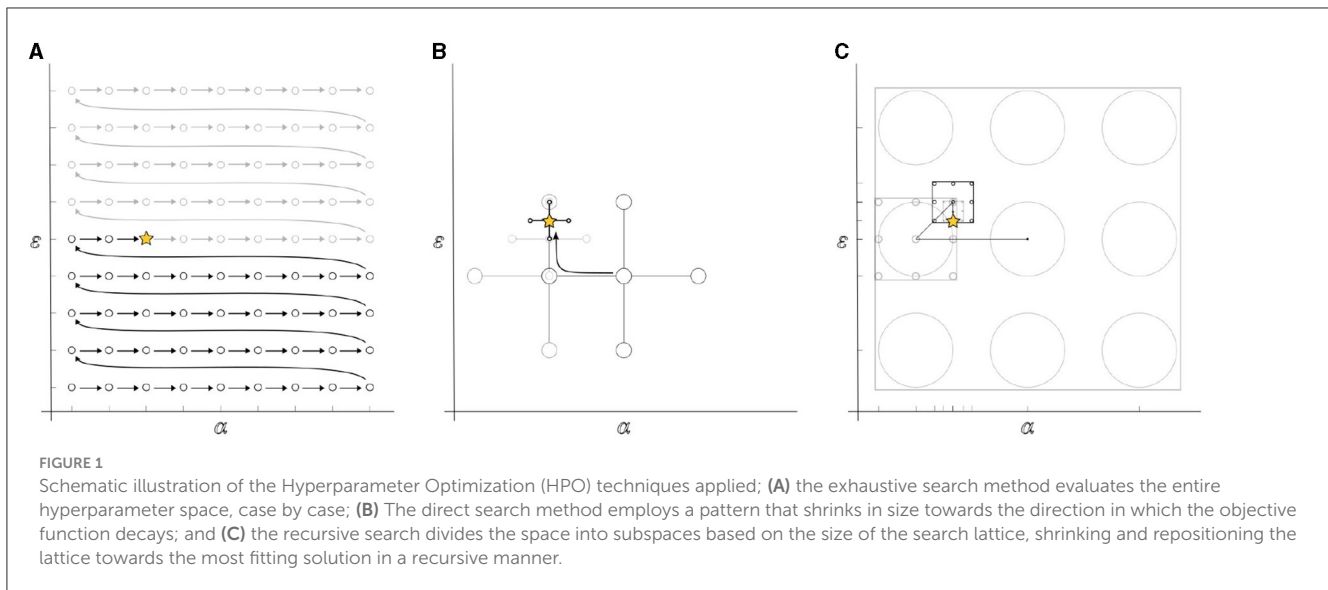 A
B
C
ε
α
ε
α
ε
α
FIGURE 1
Schematic illustration of the Hyperparameter Optimization (HPO) techniques applied; (A) the exhaustive search method evaluates the entire
hyperparameter space, case by case; (B) The direct search method employs a pattern that shrinks in size towards the direction in which the objective
function decays; and (C) the recursive search divides the space into subspaces based on the size of the search lattice, shrinking and repositioning the
lattice towards the most fitting solution in a recursive manner.